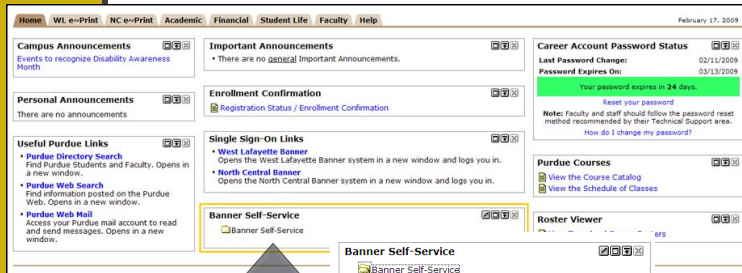 Home WL e~Print NC e~Print Academic Financial Student Life Faculty Help
February 17, 2009
Campus Announcements
Events to recognize Disability Awareness
Month
Personal Announcements
There are no announcements
Useful Purdue Links
• Purdue Directory Search
Find Purdue Students and Faculty. Opens in
a new window.
• Purdue Web Search
Find information posted on the Purdue
Web. Opens in a new window.
• Purdue Web Mail
Access your Purdue mail account to read
and send messages. Opens in a new
window.
Important Announcements
• There are no general Important Announcements.
Enrollment Confirmation
Registration Status / Enrollment Confirmation
Single Sign-On Links
• West Lafayette Banner
Opens the West Lafayette Banner system in a new window and logs you in.
• North Central Banner
Opens the North Central Banner system in a new window and logs you in.
Banner Self-Service
Banner Self-Service
Banner Self-Service
Banner Self-Service
Career Account Password Status
Last Password Change: 02/11/2009
Password Expires On: 03/13/2009
Your password expires in 24 days.
Reset your password
Note: Faculty and staff should follow the password reset
method recommended by their Technical Support area.
How do I change my password?
Purdue Courses
View the Course Catalog
View the Schedule of Classes
Roster Viewer